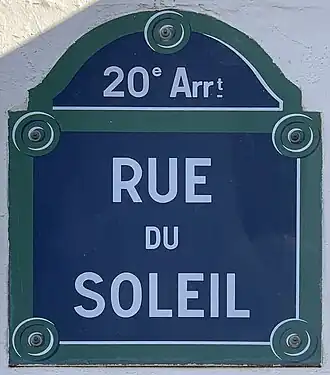 20e Arrt
RUE
DU
SOLEIL